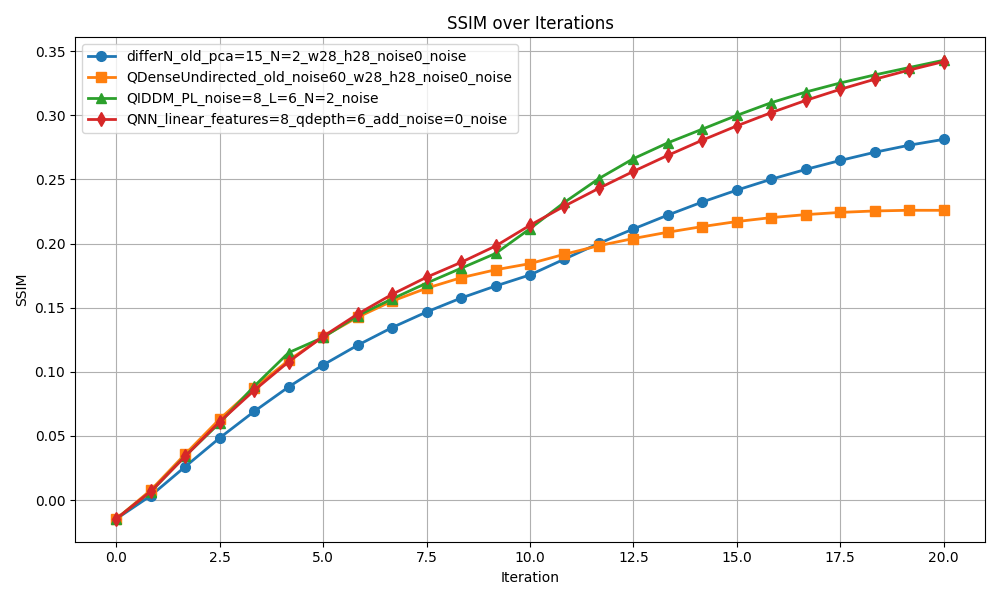 SSIM over Iterations
differN_old_pca=15_N=2_w28_h28_noise0_noise
QDenseUndirected_old_noise60_w28_h28_noise0_noise
QIDDM_PL_noise=8_L=6_N=2_noise
QNN_linear_features=8_qdepth=6_add_noise=0_noise
SSIM
0.35
0.30
0.25
0.20
0.15
0.10
0.05
0.00
0.0 2.5 5.0 7.5 10.0 12.5 15.0 17.5 20.0
Iteration